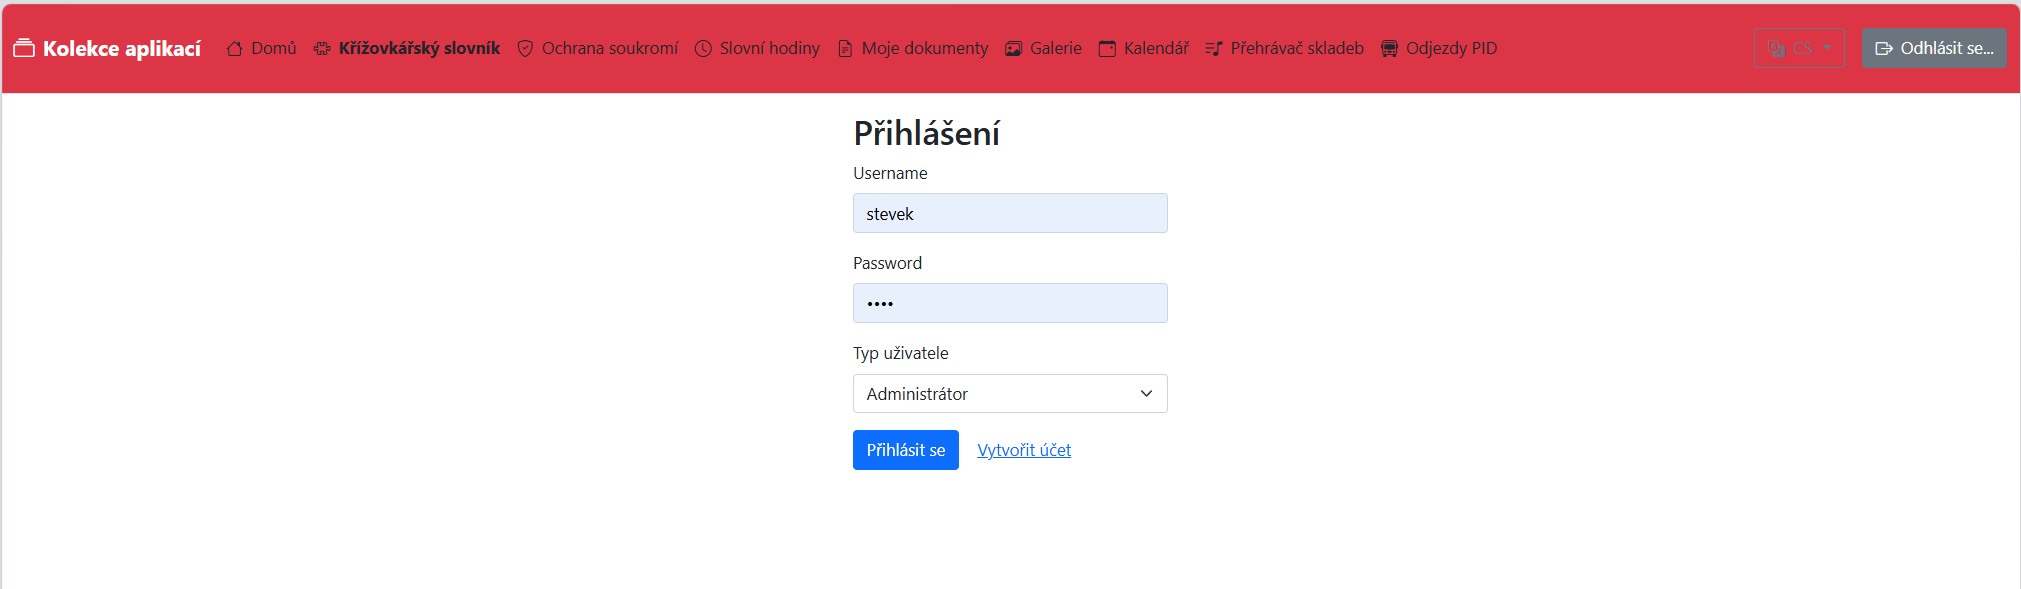 Kolekce aplikací Domů Křížovkářský slovník Ochrana soukromí Slovní hodiny Moje dokumenty Galerie Kalendář Přehrávač skladeb Odjezdy PID CS Odhlásit se...
Přihlášení
Username
stevek
Password
••••
Typ uživatele
Administrátor
Přihlásit se Vytvořit účet